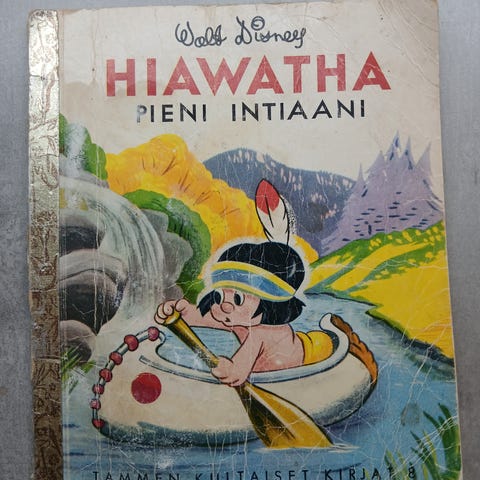 Walt Disney
HIAWATHA
PIENI INTIAANI
TAMMEN KULTAISET KIRJAT 8